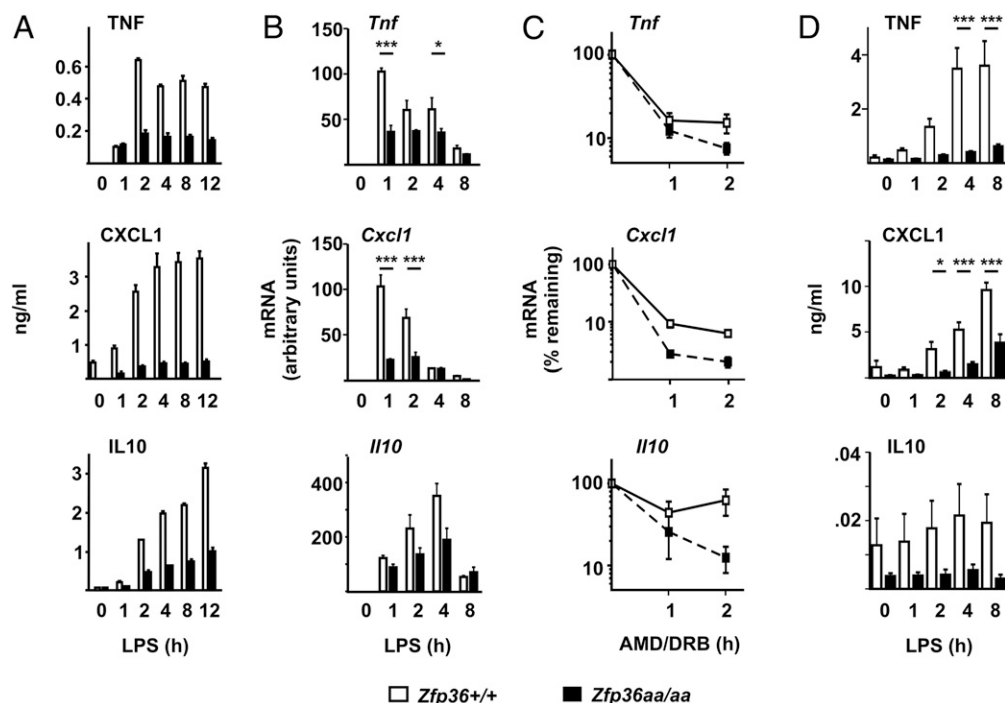 A
TNF
0.6
0.4
0.2
0 1 2 4 8 12
CXCL1
ng/ml
3
2
1
0 1 2 4 8 12
IL10
3
2
1
0 1 2 4 8 12
LPS (h)
B
Tnf
*** *
150
100
50
0 1 2 4 8
Cxcl1
*** ***
mRNA
(arbitrary units)
150
100
50
0 1 2 4 8
Il10
400
200
0 1 2 4 8
LPS (h)
C
Tnf
100
10
1 2
Cxcl1
mRNA
(% remaining)
100
10
1 2
Il10
100
10
1 2
AMD/DRB (h)
D
TNF
*** ***
4
2
0 1 2 4 8
CXCL1
* *** ***
ng/ml
10
5
0 1 2 4 8
IL10
.04
.02
0 1 2 4 8
LPS (h)
Zfp36+/+ Zfp36aa/aa